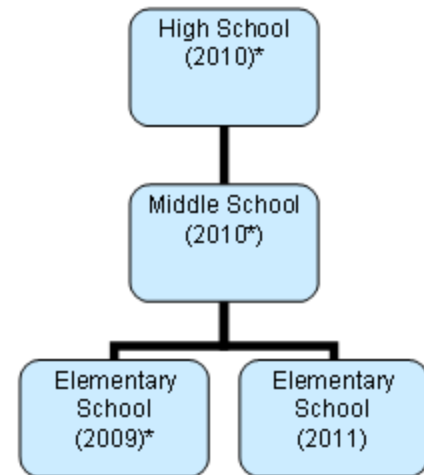 High School
(2010)*
Middle School
(2010*)
Elementary
School
(2009)*
Elementary
School
(2011)